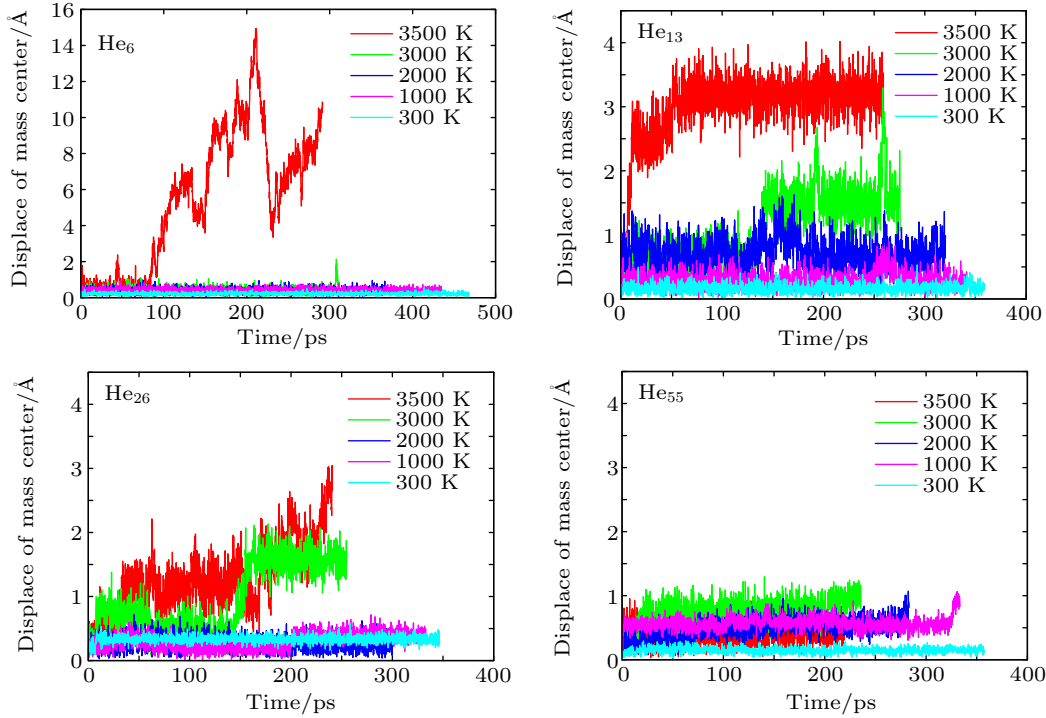 He6
3500 K
3000 K
2000 K
1000 K
300 K
Displace of mass center/Å
16
14
12
10
8
6
4
2
0
0 100 200 300 400 500
Time/ps
He13
3500 K
3000 K
2000 K
1000 K
300 K
Displace of mass center/Å
4
3
2
1
0
0 100 200 300 400
Time/ps
He26
3500 K
3000 K
2000 K
1000 K
300 K
Displace of mass center/Å
4
3
2
1
0
0 100 200 300 400
Time/ps
He55
3500 K
3000 K
2000 K
1000 K
300 K
Displace of mass center/Å
4
3
2
1
0
0 100 200 300 400
Time/ps